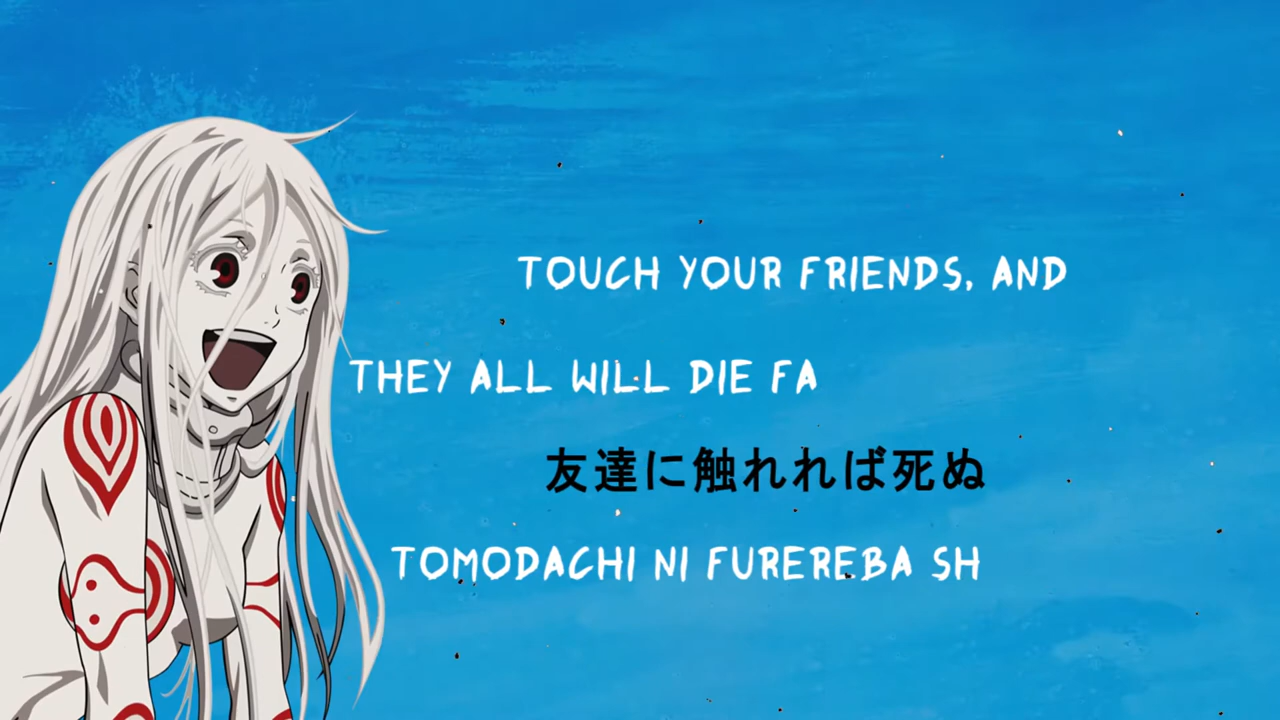 TOUCH YOUR FRIENDS, AND
THEY ALL WILL DIE FA
友達に触れれば死ぬ
TOMODACHI NI FUREREBA SH